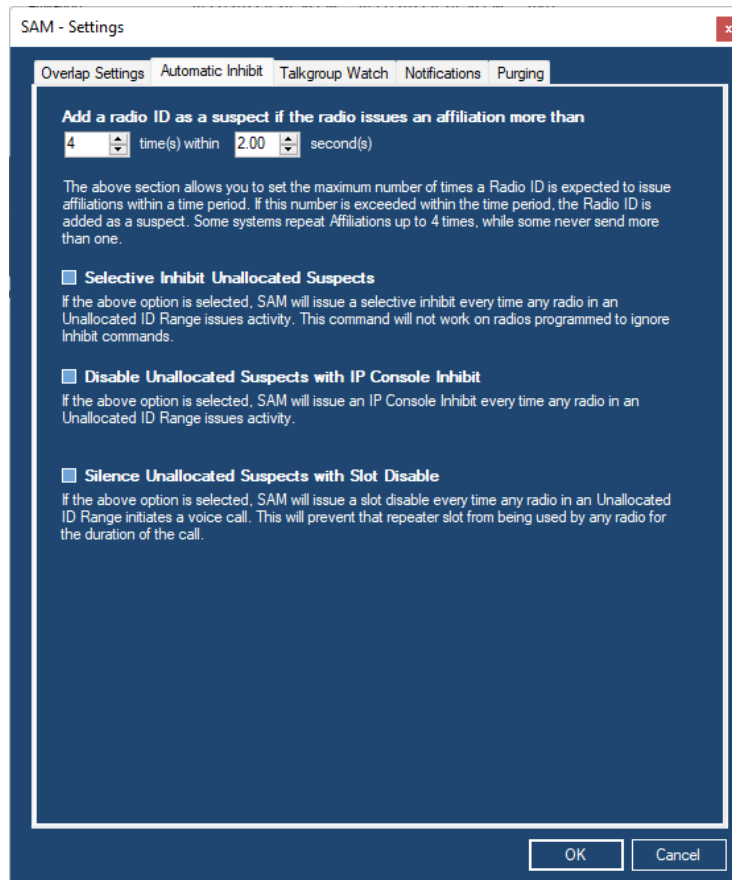 SAM - Settings
x
Overlap Settings Automatic Inhibit Talkgroup Watch Notifications Purging
Add a radio ID as a suspect if the radio issues an affiliation more than
4 time(s) within 2.00 second(s)
The above section allows you to set the maximum number of times a Radio ID is expected to issue
affiliations within a time period. If this number is exceeded within the time period, the Radio ID is
added as a suspect. Some systems repeat Affiliations up to 4 times, while some never send more
than one.
Selective Inhibit Unallocated Suspects
If the above option is selected, SAM will issue a selective inhibit every time any radio in an
Unallocated ID Range issues activity. This command will not work on radios programmed to ignore
Inhibit commands.
Disable Unallocated Suspects with IP Console Inhibit
If the above option is selected, SAM will issue an IP Console Inhibit every time any radio in an
Unallocated ID Range issues activity.
Silence Unallocated Suspects with Slot Disable
If the above option is selected, SAM will issue a slot disable every time any radio in an Unallocated
ID Range initiates a voice call. This will prevent that repeater slot from being used by any radio for
the duration of the call.
OK Cancel